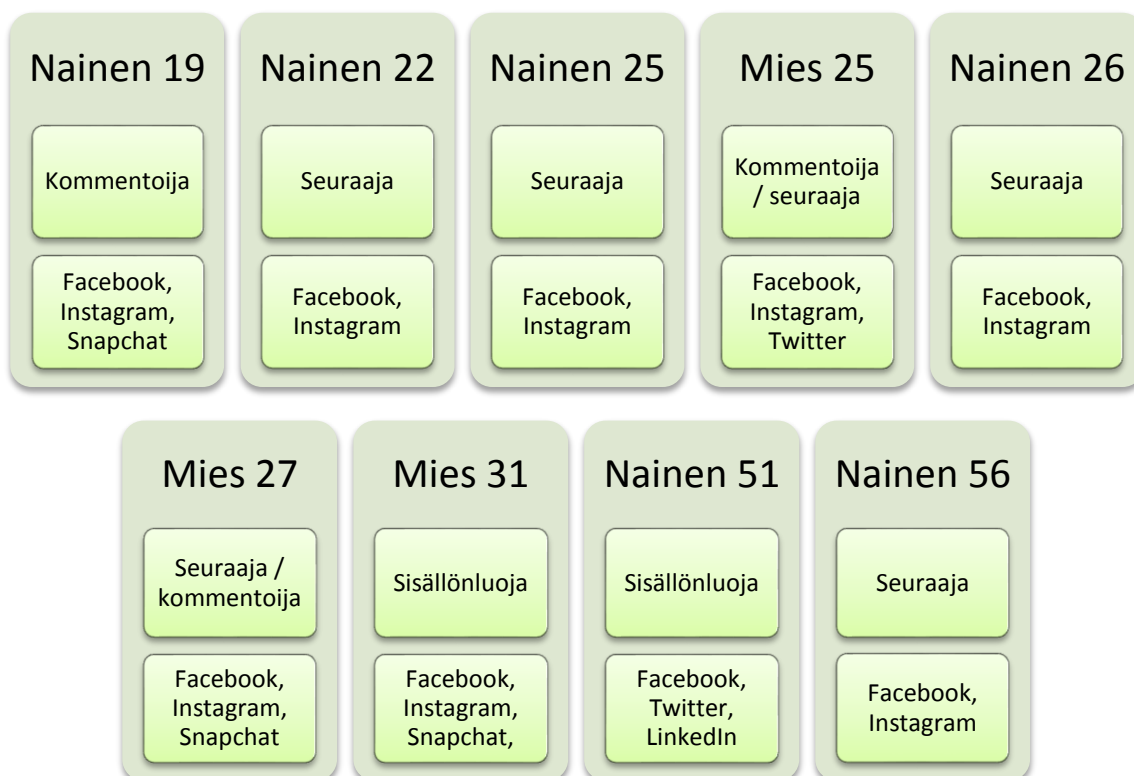 Nainen 19
Kommentoija
Facebook,
Instagram,
Snapchat
Nainen 22
Seuraaja
Facebook,
Instagram
Nainen 25
Seuraaja
Facebook,
Instagram
Mies 25
Kommentoija
/ seuraaja
Facebook,
Instagram,
Twitter
Nainen 26
Seuraaja
Facebook,
Instagram
Mies 27
Seuraaja /
kommentoija
Facebook,
Instagram,
Snapchat
Mies 31
Sisällönluoja
Facebook,
Instagram,
Snapchat,
Nainen 51
Sisällönluoja
Facebook,
Twitter,
LinkedIn
Nainen 56
Seuraaja
Facebook,
Instagram